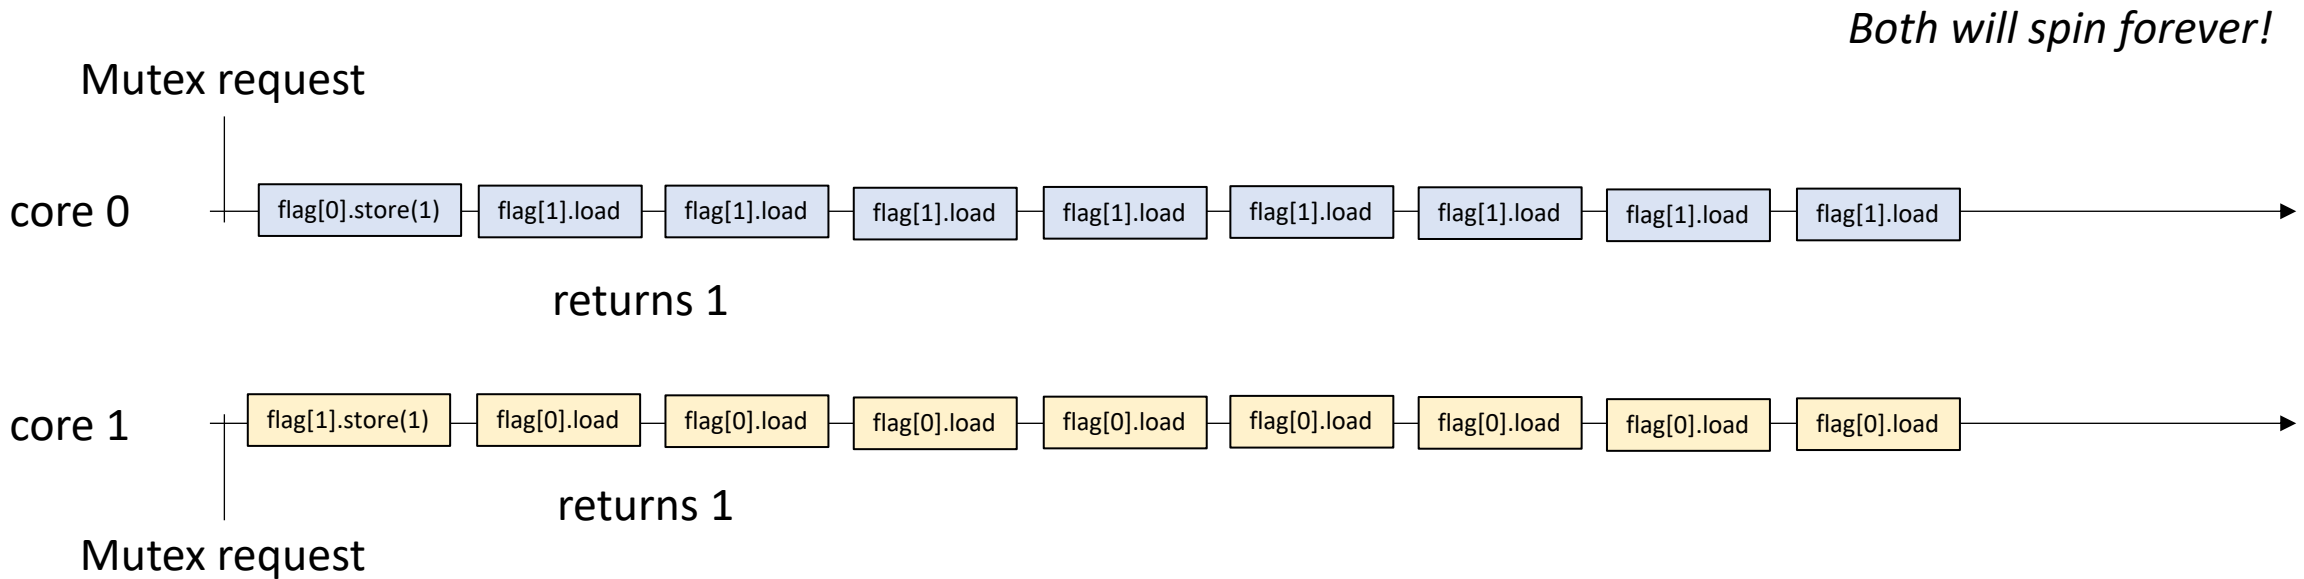 Both will spin forever!
Mutex request
core 0
flag[0].store(1)
flag[1].load
flag[1].load
flag[1].load
flag[1].load
flag[1].load
flag[1].load
flag[1].load
flag[1].load
returns 1
core 1
flag[1].store(1)
flag[0].load
flag[0].load
flag[0].load
flag[0].load
flag[0].load
flag[0].load
flag[0].load
flag[0].load
returns 1
Mutex request